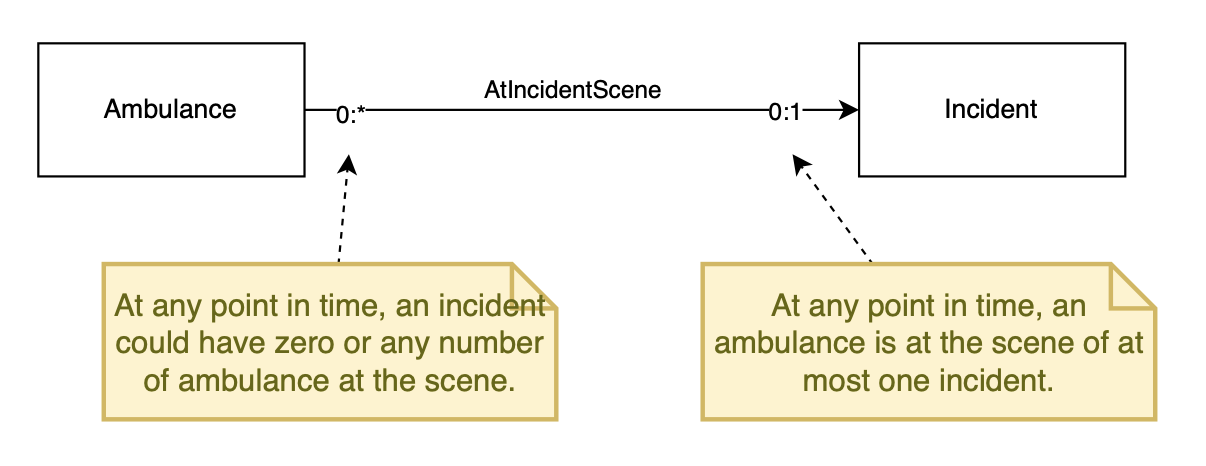 AtIncidentScene
Ambulance
0:*
0:1
Incident
At any point in time, an incident
could have zero or any number
of ambulance at the scene.
At any point in time, an
ambulance is at the scene of at
most one incident.